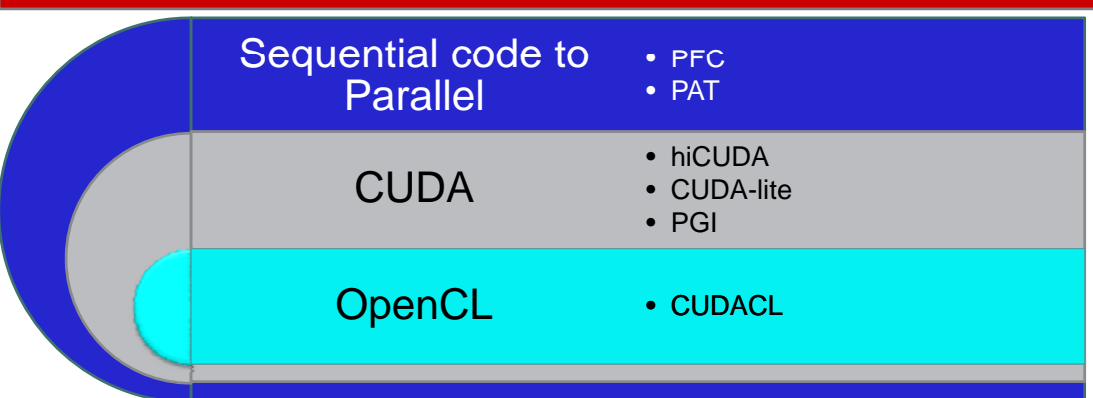 Sequential code to
Parallel
• PFC
• PAT
CUDA
• hiCUDA
• CUDA-lite
• PGI
OpenCL
• CUDACL